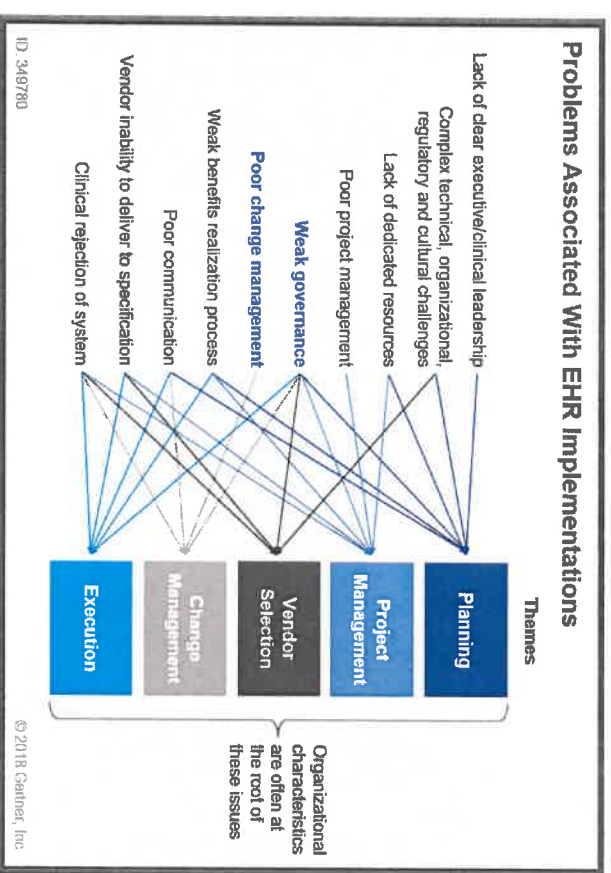 Problems Associated With EHR Implementations
Themes
Lack of clear executive/clinical leadership
Complex technical, organizational,
regulatory and cultural challenges
Lack of dedicated resources
Poor project management
Weak governance
Poor change management
Weak benefits realization process
Poor communication
Vendor inability to deliver to specification
Clinical rejection of system
Planning
Project
Management
Vendor
Selection
Change
Management
Execution
Organizational
characteristics
are often at
the root of
these issues
ID: 349780
© 2018 Gartner, Inc